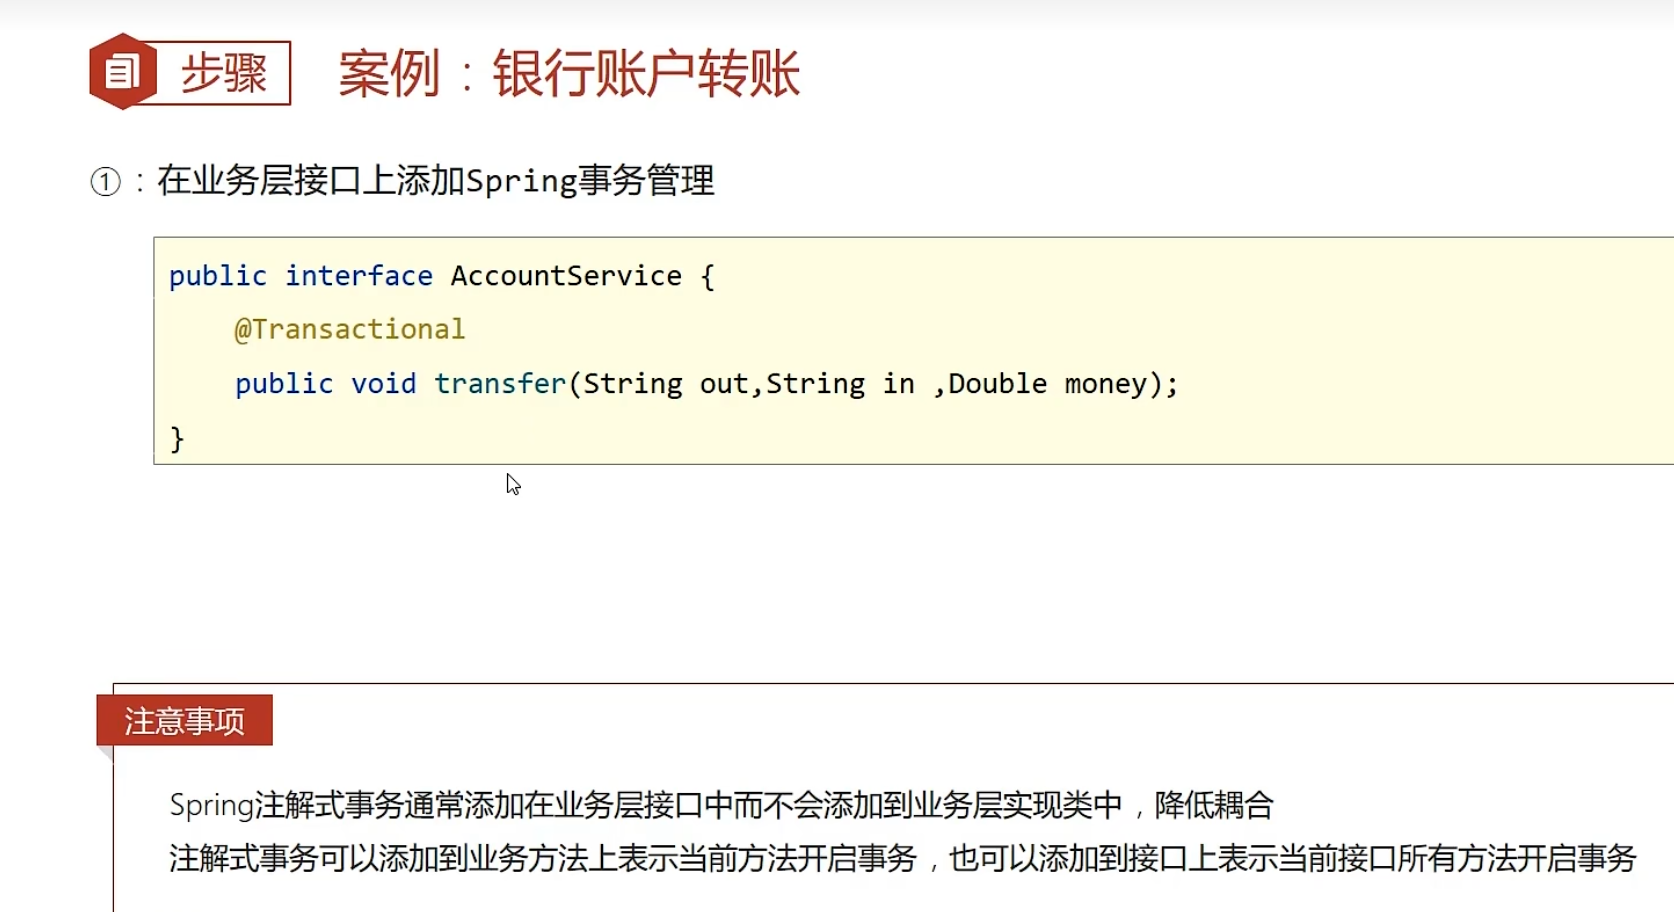 步骤 案例：银行账户转账
①：在业务层接口上添加Spring事务管理
public interface AccountService {
@Transactional
public void transfer(String out,String in ,Double money);
}
注意事项
Spring注解式事务通常添加在业务层接口中而不会添加到业务层实现类中，降低耦合
注解式事务可以添加到业务方法上表示当前方法开启事务，也可以添加到接口上表示当前接口所有方法开启事务